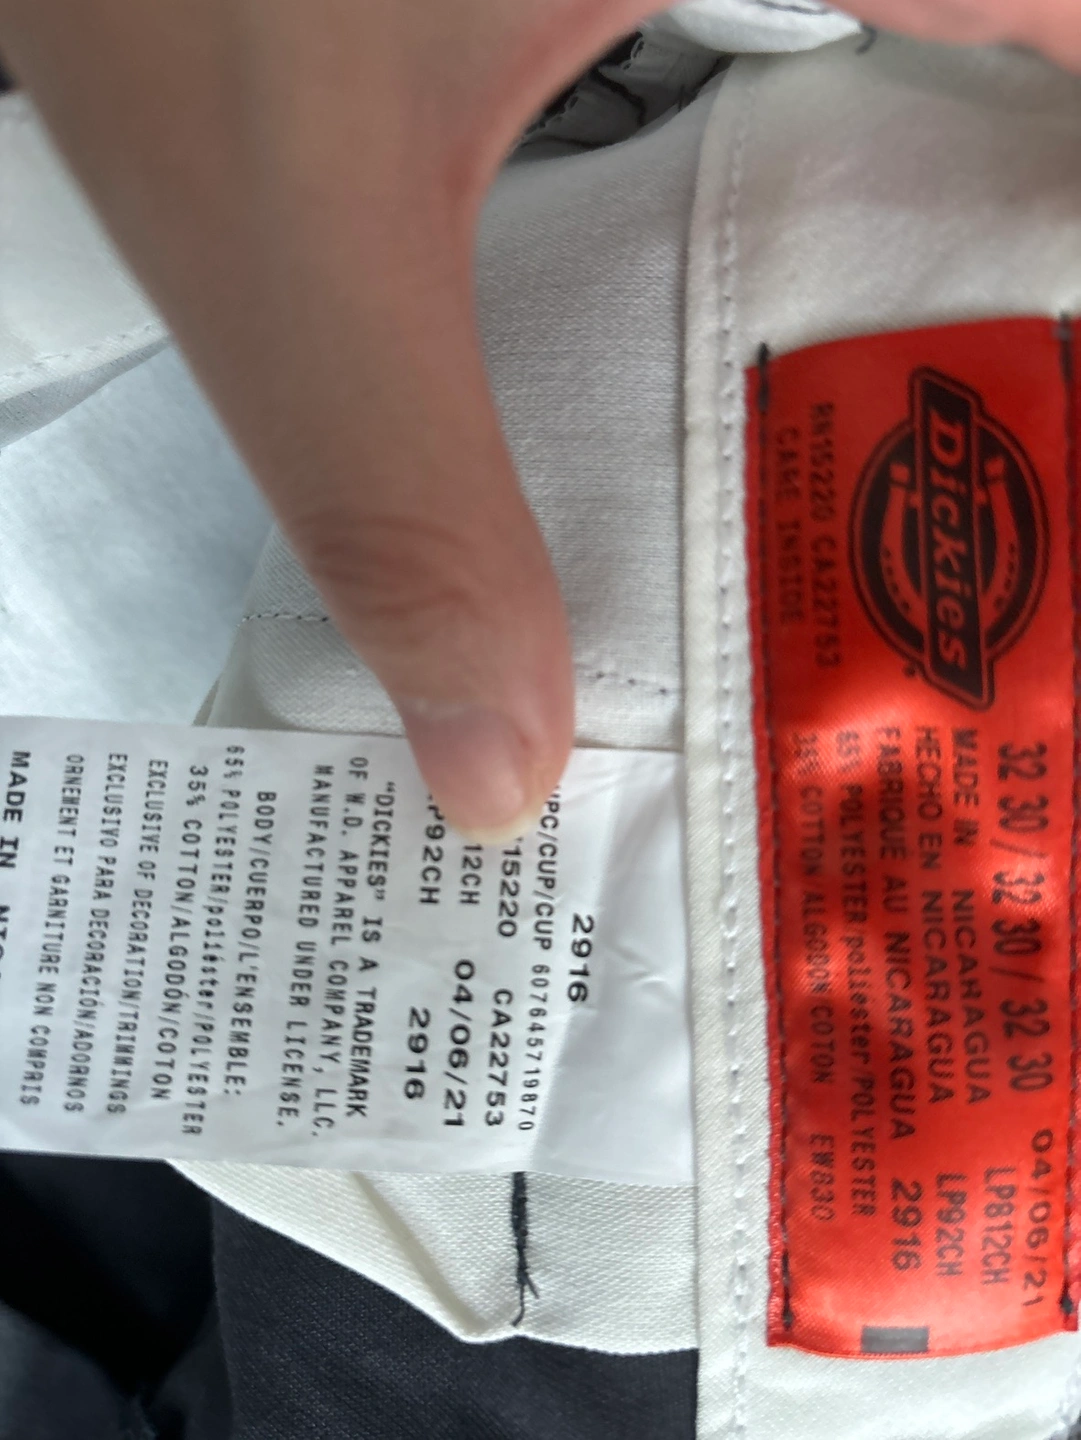 Dickies
32 30 / 32 30 / 32 30 04/06/21
LP812CH
MADE IN NICARAGUA LP92CH
HECHO EN NICARAGUA 2916
FABRIQUE AU NICARAGUA
65% POLYESTER/poliéster/POLYESTER
35% COTTON/ALGODON/COTON EW830
RN15220 CA22753
CARE INSIDE
2916
UPC/CUP/CUP 607645719870
15220 CA22753
12CH 04/06/21
P92CH 2916
"DICKIES" IS A TRADEMARK
OF W.D. APPAREL COMPANY, LLC.
MANUFACTURED UNDER LICENSE.
BODY/CUERPO/L'ENSEMBLE:
65% POLYESTER/poliéster/POLYESTER
35% COTTON/ALGODÓN/COTON
EXCLUSIVE OF DECORATION/TRIMMINGS
EXCLUSIVO PARA DECORACIÓN/ADORNOS
ORNEMENT ET GARNITURE NON COMPRIS
MADE IN